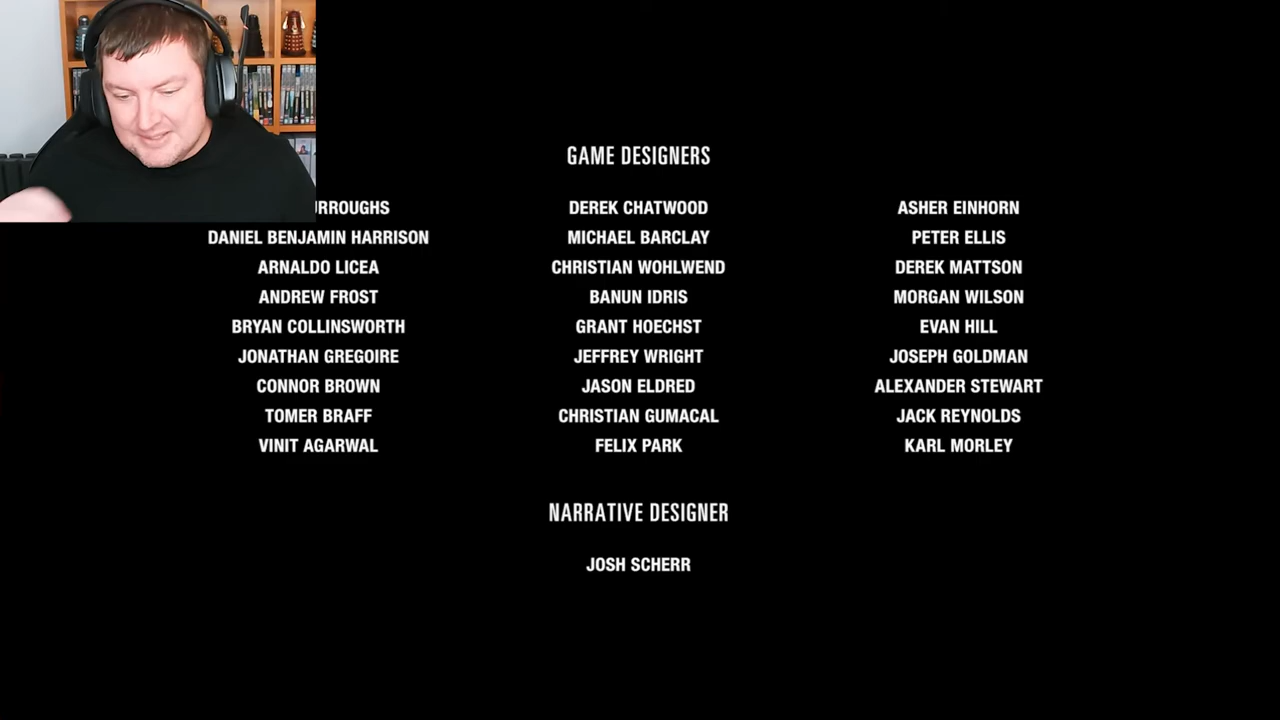 GAME DESIGNERS
DEREK CHATWOOD ASHER EINHORN
DANIEL BENJAMIN HARRISON MICHAEL BARCLAY PETER ELLIS
ARNALDO LICEA CHRISTIAN WOHLWEND DEREK MATTSON
ANDREW FROST BANUN IDRIS MORGAN WILSON
BRYAN COLLINSWORTH GRANT HOECHST EVAN HILL
JONATHAN GREGOIRE JEFFREY WRIGHT JOSEPH GOLDMAN
CONNOR BROWN JASON ELDRED ALEXANDER STEWART
TOMER BRAFF CHRISTIAN GUMACAL JACK REYNOLDS
VINIT AGARWAL FELIX PARK KARL MORLEY
NARRATIVE DESIGNER
JOSH SCHERR